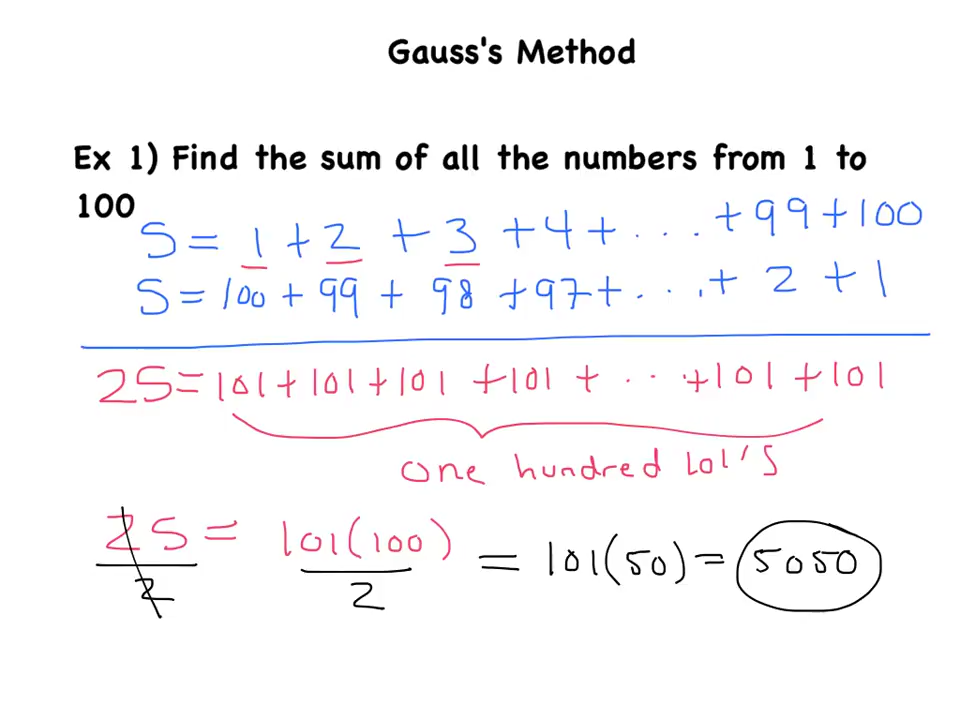 Gauss's Method
Ex 1) Find the sum of all the numbers from 1 to
100
S = 1 + 2 + 3 + 4 + . . . + 99 + 100
S = 100 + 99 + 98 + 97 + . . . + 2 + 1
2S = 101 + 101 + 101 + 101 + . . . + 101 + 101
one hundred 101's
2S = 101(100) = 101(50) = 5050
2 2